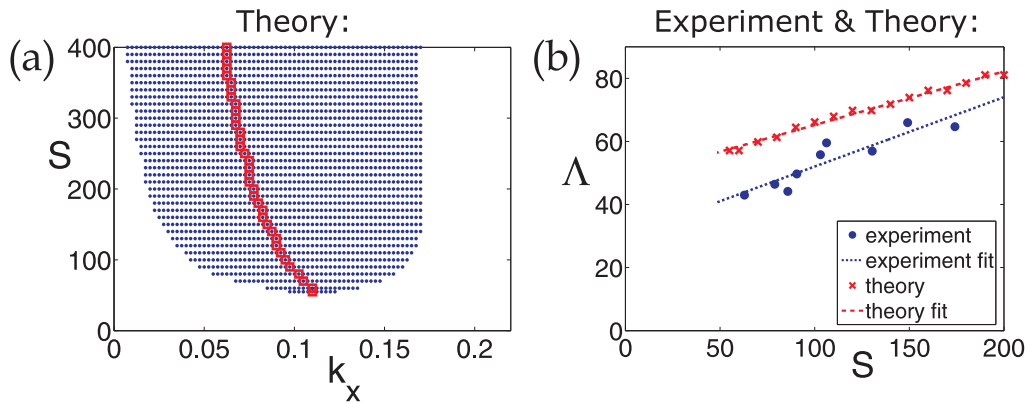 Theory:
(a)
400
300
200
100
0
S
0
0.05
0.1
0.15
0.2
k_x
Experiment & Theory:
(b)
80
60
40
20
0
Λ
0
50
100
150
200
S
experiment
experiment fit
theory
theory fit